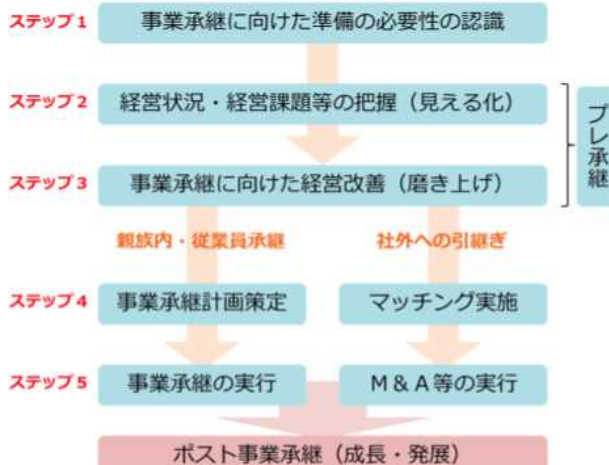 ステップ1
事業承継に向けた準備の必要性の認識
ステップ2
経営状況・経営課題等の把握（見える化）
プレ承継
ステップ3
事業承継に向けた経営改善（磨き上げ）
親族内・従業員承継
社外への引継ぎ
ステップ4
事業承継計画策定
マッチング実施
ステップ5
事業承継の実行
M＆A等の実行
ポスト事業承継（成長・発展）